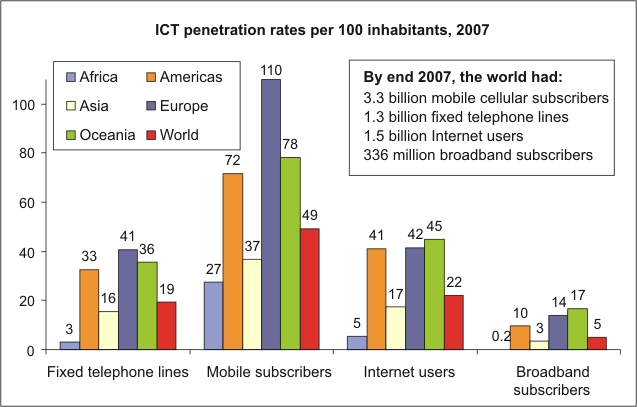 ICT penetration rates per 100 inhabitants, 2007
Africa Americas
Asia Europe
Oceania World
By end 2007, the world had:
3.3 billion mobile cellular subscribers
1.3 billion fixed telephone lines
1.5 billion Internet users
336 million broadband subscribers
100
80
60
40
20
0
3 33 16 41 36 19
27 72 37 110 78 49
5 41 17 42 45 22
0.2 10 3 14 17 5
Fixed telephone lines
Mobile subscribers
Internet users
Broadband
subscribers